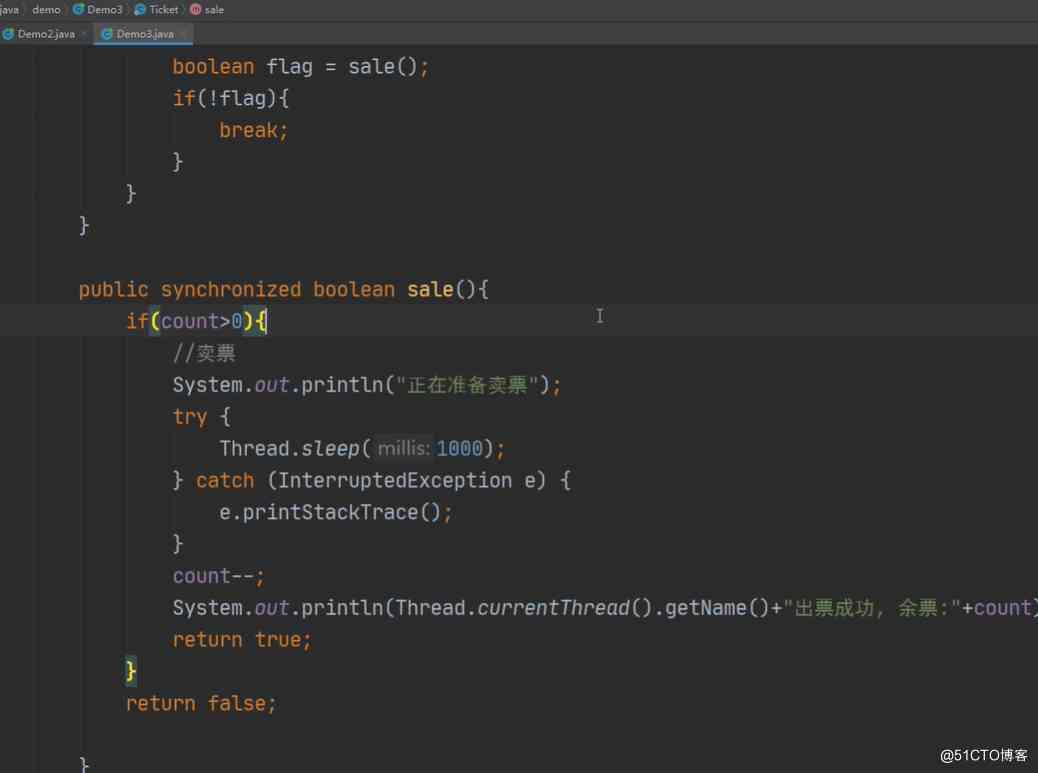 java demo Demo3 Ticket sale
Demo2.java Demo3.java
boolean flag = sale();
if(!flag){
break;
}
}
}
public synchronized boolean sale(){
if(count>0){
//卖票
System.out.println("正在准备卖票");
try {
Thread.sleep( millis: 1000);
} catch (InterruptedException e) {
e.printStackTrace();
}
count--;
System.out.println(Thread.currentThread().getName()+"出票成功, 余票:"+count)
return true;
}
return false;
}
@51CTO博客